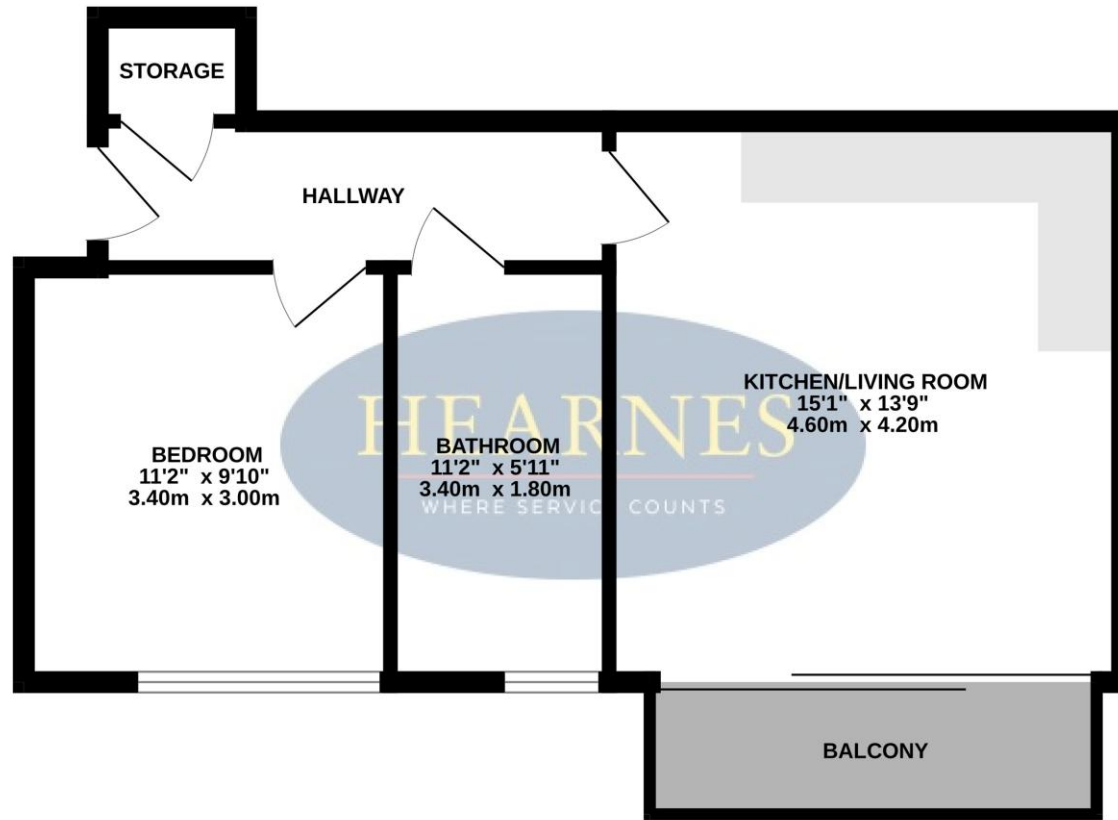 STORAGE
HALLWAY
KITCHEN/LIVING ROOM
15'1" x 13'9"
4.60m x 4.20m
BEDROOM
11'2" x 9'10"
3.40m x 3.00m
BATHROOM
11'2" x 5'11"
3.40m x 1.80m
HEARNES
WHERE SERVICE COUNTS
BALCONY